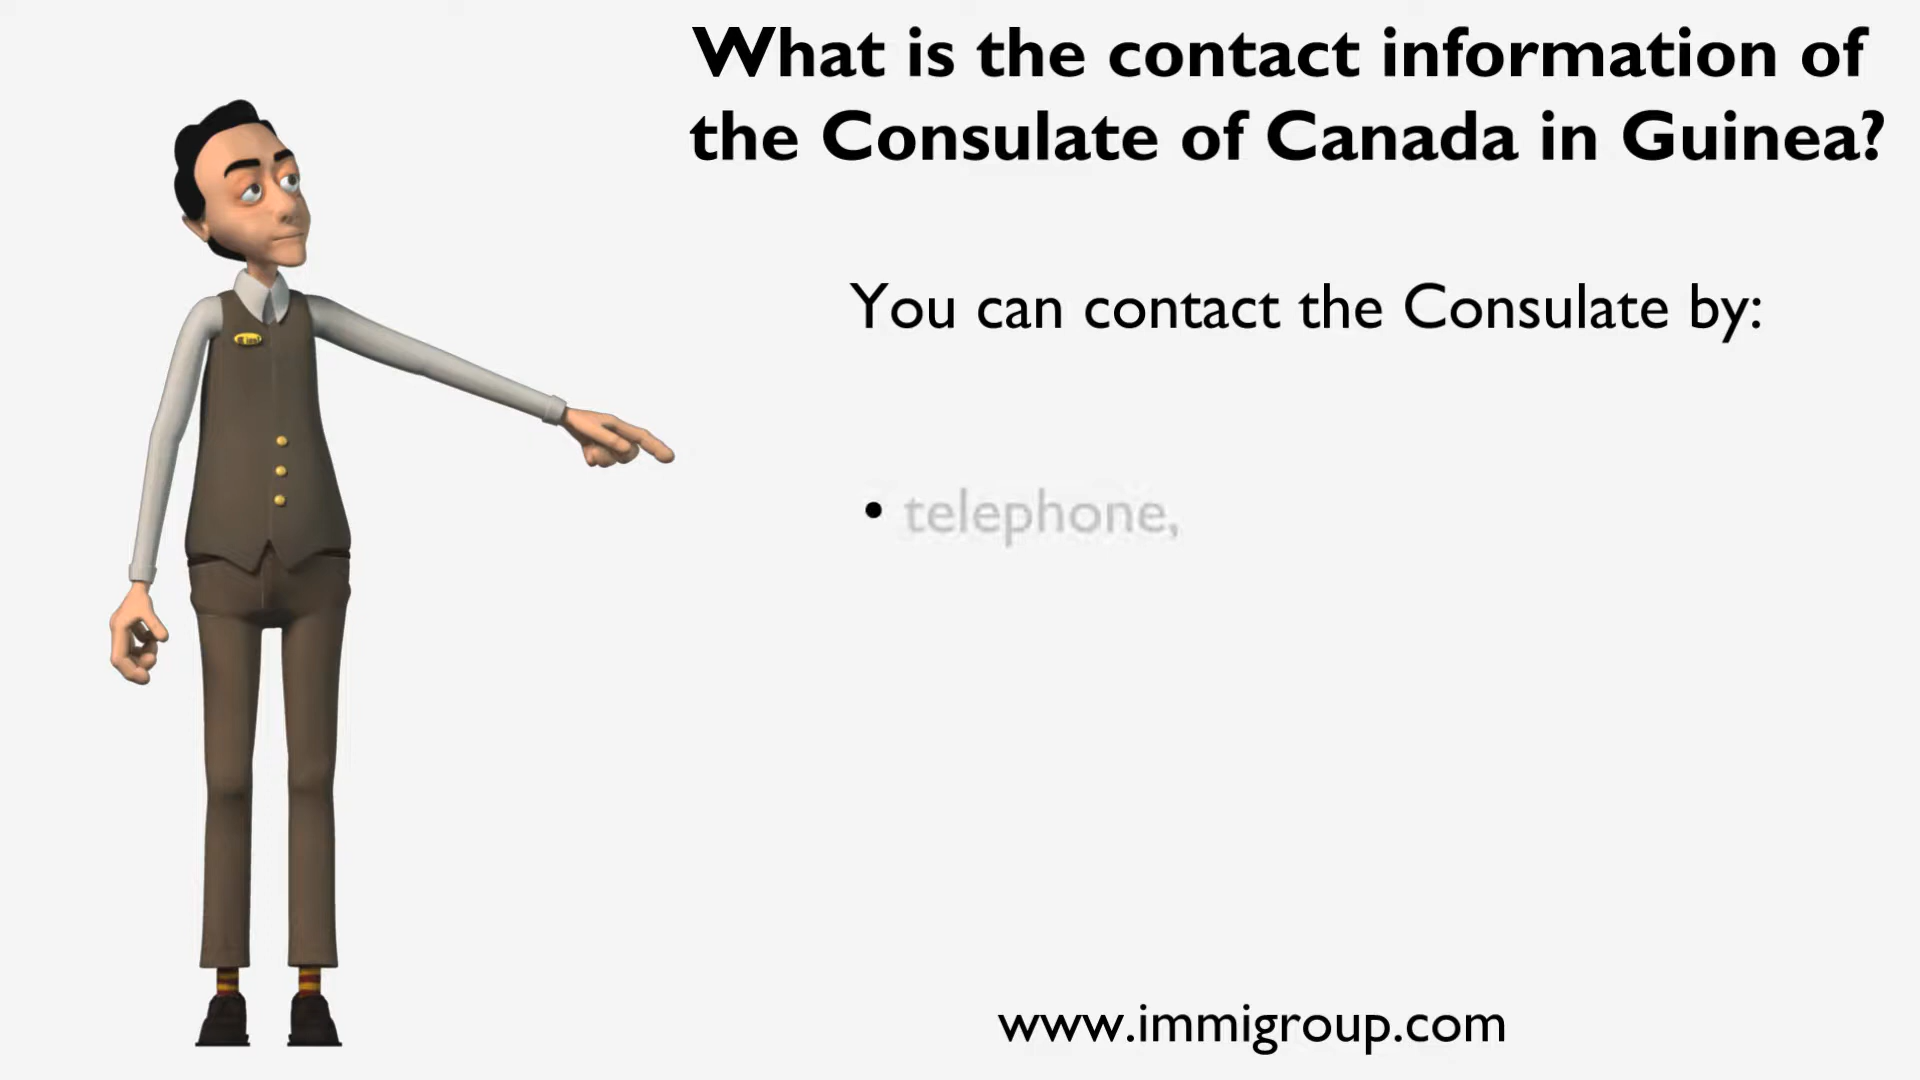 What is the contact information of
the Consulate of Canada in Guinea?
You can contact the Consulate by:
• telephone,
www.immigroup.com